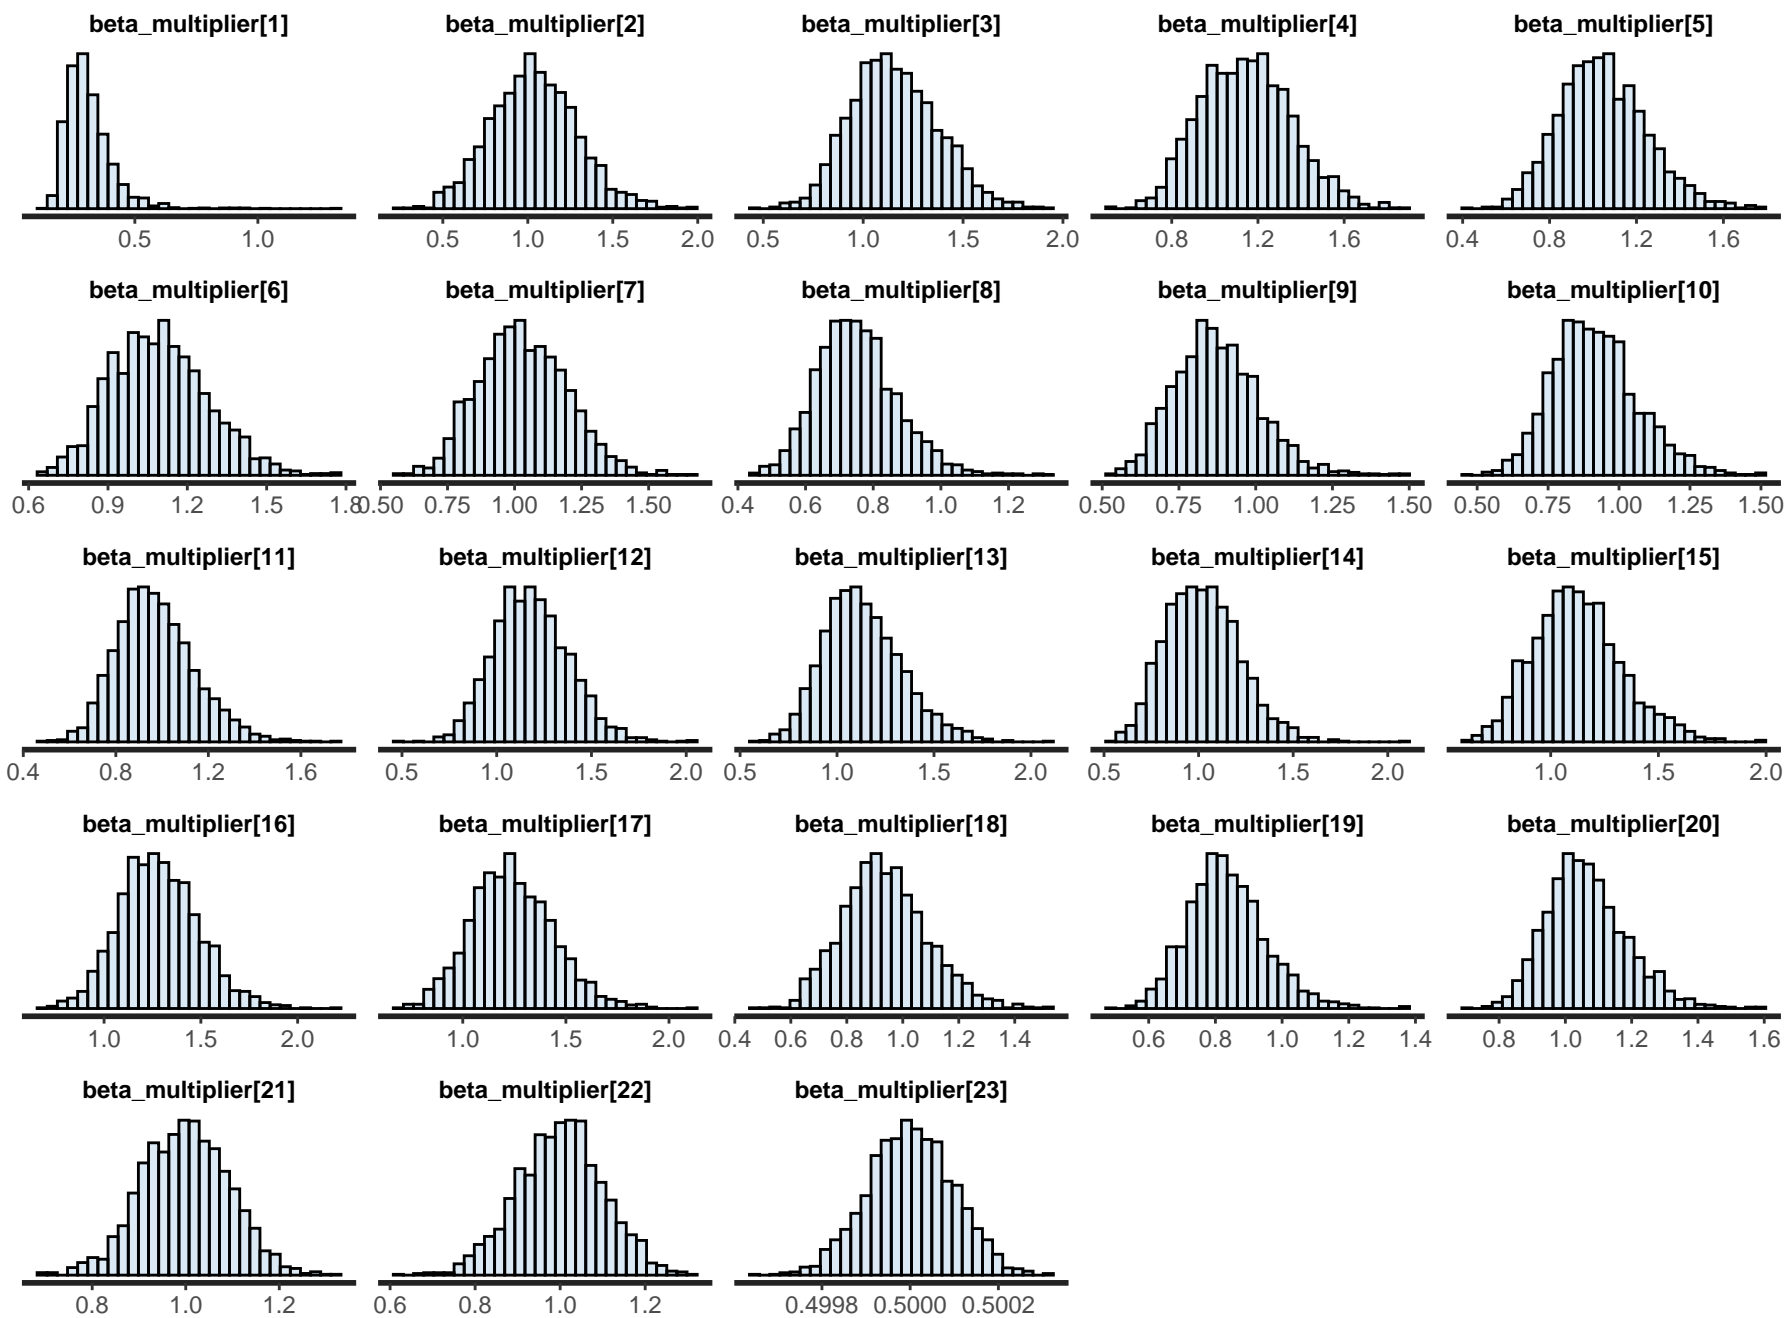 beta_multiplier[1] beta_multiplier[2] beta_multiplier[3] beta_multiplier[4] beta_multiplier[5]
0.5 1.0 0.5 1.0 1.5 2.0 0.5 1.0 1.5 2.0 0.8 1.2 1.6 0.4 0.8 1.2 1.6
beta_multiplier[6] beta_multiplier[7] beta_multiplier[8] beta_multiplier[9] beta_multiplier[10]
0.6 0.9 1.2 1.5 1.8 0.50 0.75 1.00 1.25 1.50 0.4 0.6 0.8 1.0 1.2 0.50 0.75 1.00 1.25 1.50 0.50 0.75 1.00 1.25 1.50
beta_multiplier[11] beta_multiplier[12] beta_multiplier[13] beta_multiplier[14] beta_multiplier[15]
0.4 0.8 1.2 1.6 0.5 1.0 1.5 2.0 0.5 1.0 1.5 2.0 0.5 1.0 1.5 2.0 1.0 1.5 2.0
beta_multiplier[16] beta_multiplier[17] beta_multiplier[18] beta_multiplier[19] beta_multiplier[20]
1.0 1.5 2.0 1.0 1.5 2.0 0.4 0.6 0.8 1.0 1.2 1.4 0.6 0.8 1.0 1.2 1.4 0.8 1.0 1.2 1.4 1.6
beta_multiplier[21] beta_multiplier[22] beta_multiplier[23]
0.8 1.0 1.2 0.6 0.8 1.0 1.2 0.4998 0.5000 0.5002